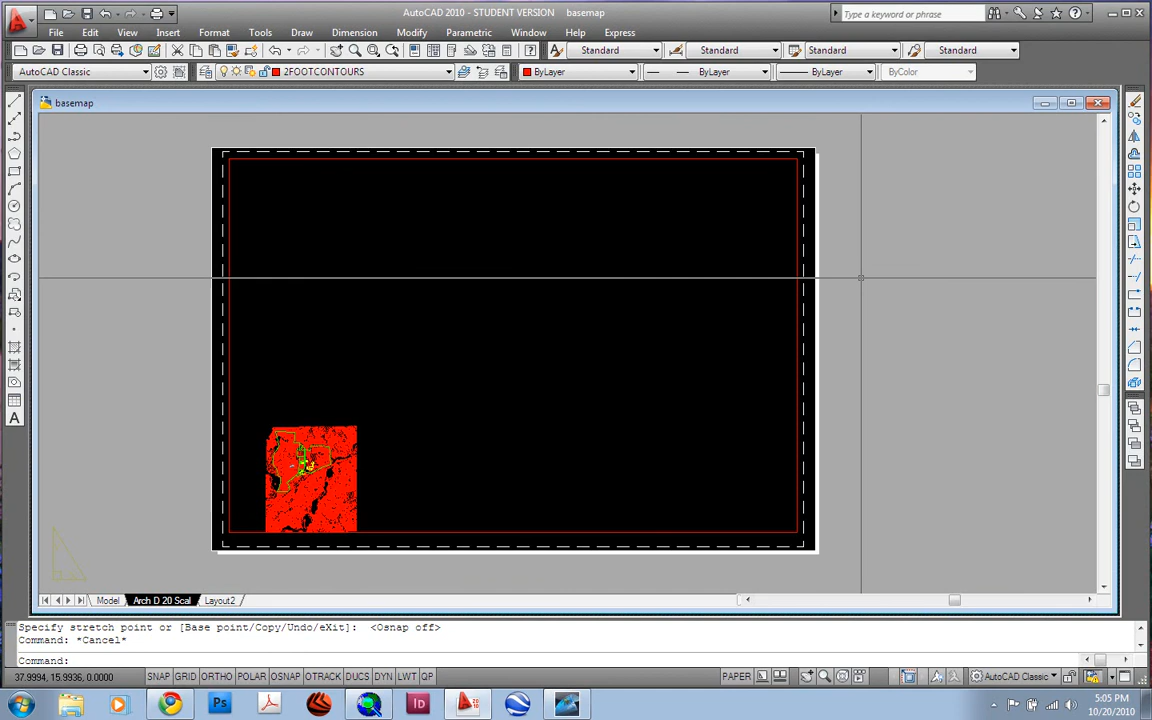 AutoCAD 2010 - STUDENT VERSION basemap
Type a keyword or phrase
File Edit View Insert Format Tools Draw Dimension Modify Parametric Window Help Express
Standard Standard Standard Standard
AutoCAD Classic 2FOOTCONTOURS ByLayer ByLayer ByLayer ByColor
basemap
Model Arch D 20 Scal Layout2
Specify stretch point or [Base point/Copy/Undo/eXit]: <Osnap off>
Command: *Cancel*
Command:
37.9994, 15.9936, 0.0000 SNAP GRID ORTHO POLAR OSNAP OTRACK DUCS DYN LWT QP PAPER AutoCAD Classic
5:05 PM
10/20/2010